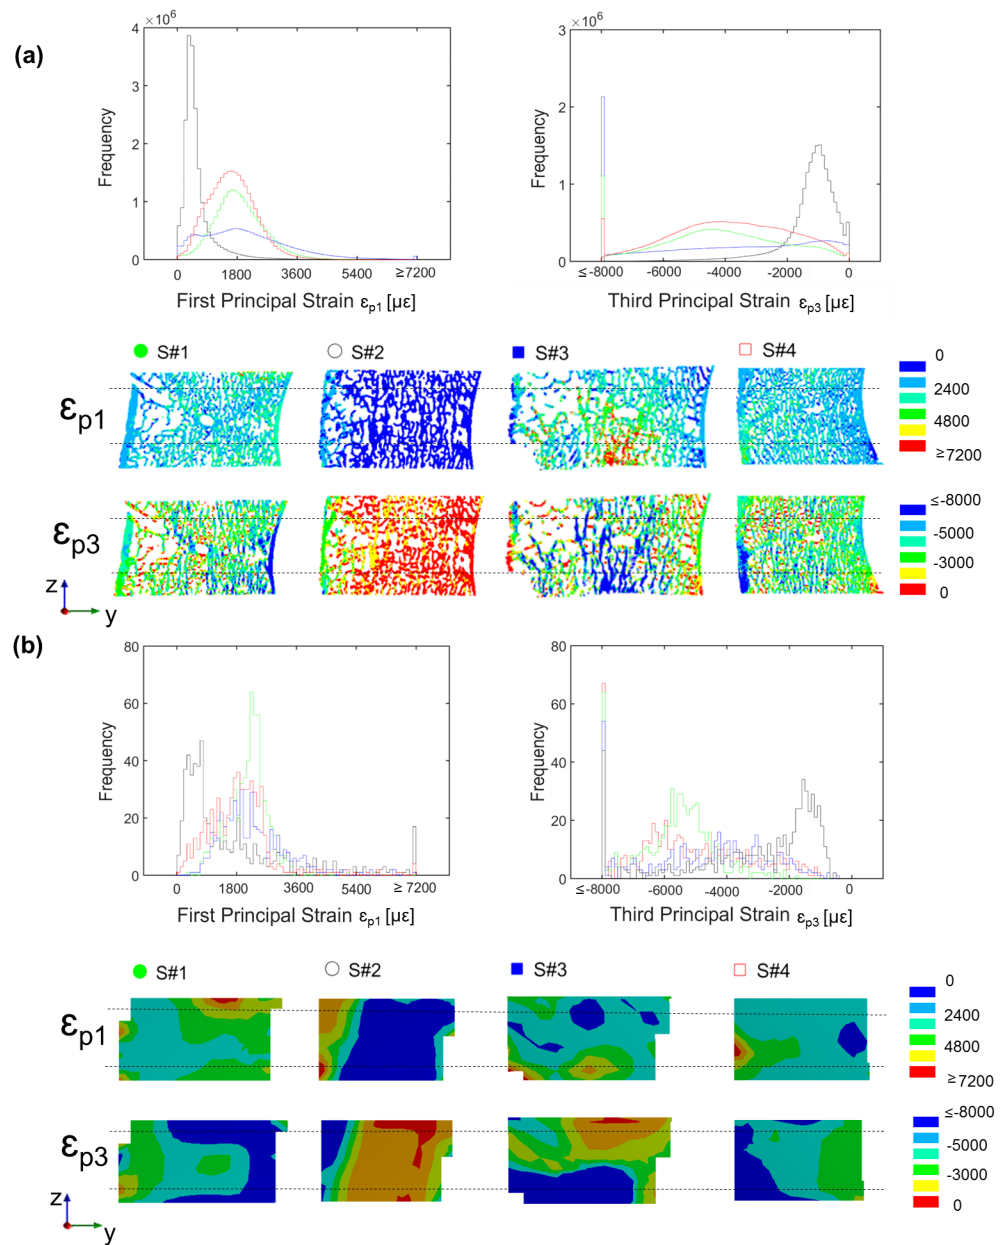 (a)
×10⁶
4
3
2
1
0
Frequency
0 1800 3600 5400 ≥7200
First Principal Strain εp1 [µε]
×10⁶
3
2
1
0
Frequency
≤-8000 -6000 -4000 -2000 0
Third Principal Strain εp3 [µε]
S#1 S#2 S#3 S#4
εp1
0
2400
4800
≥7200
εp3
≤-8000
-5000
-3000
0
z
y
(b)
80
60
40
20
0
Frequency
0 1800 3600 5400 ≥ 7200
First Principal Strain εp1 [µε]
80
60
40
20
0
Frequency
≤-8000 -6000 -4000 -2000 0
Third Principal Strain εp3 [µε]
S#1 S#2 S#3 S#4
εp1
0
2400
4800
≥7200
εp3
≤-8000
-5000
-3000
0
z
y